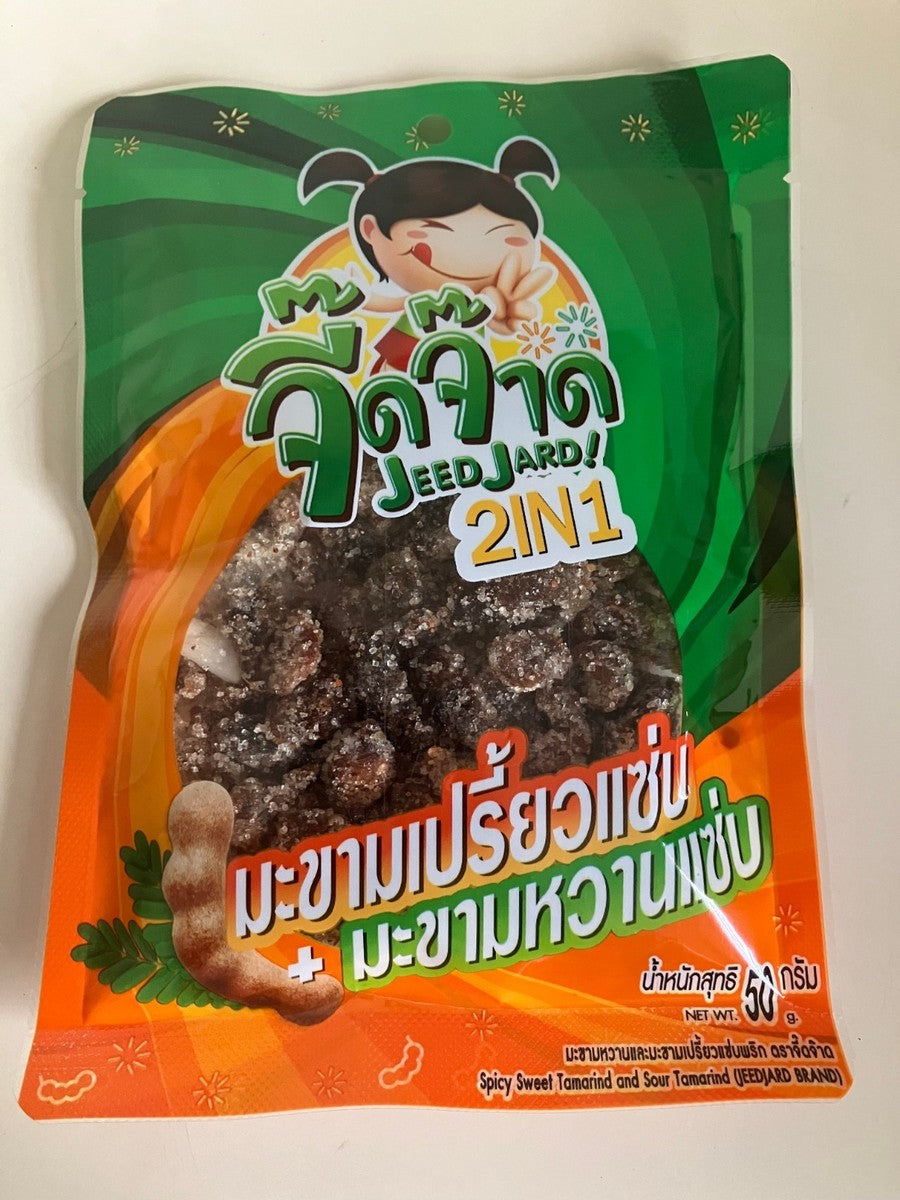 จี๊ดจ๊าด
JEEDJARD!
2IN1
มะขามเปรี้ยวแซ่บ
+ มะขามหวานแซ่บ
น้ำหนักสุทธิ 50 กรัม
NET WT. 50 g.
มะขามหวานและมะขามเปรี้ยวแซ่บพริก ตราจี๊ดจ๊าด
Spicy Sweet Tamarind and Sour Tamarind (JEEDJARD BRAND)